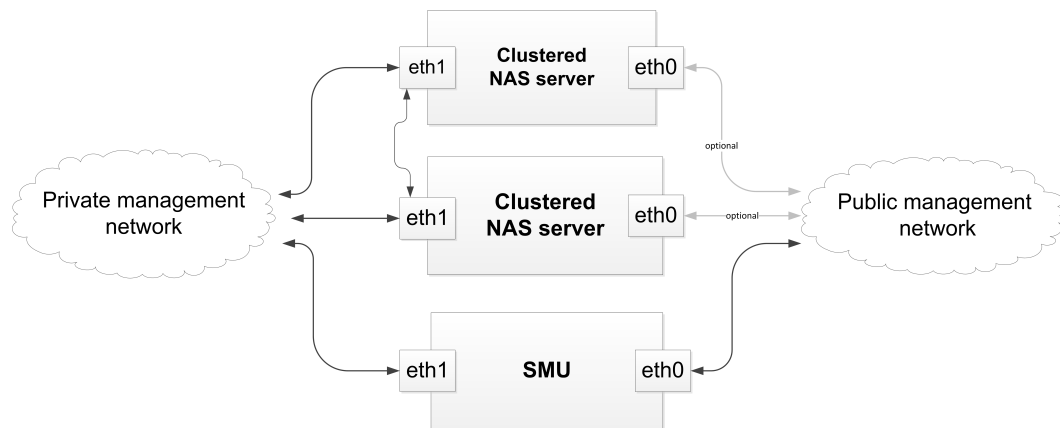 eth1
Clustered
NAS server
eth0
optional
Private management
network
eth1
Clustered
NAS server
eth0
optional
Public management
network
eth1
SMU
eth0